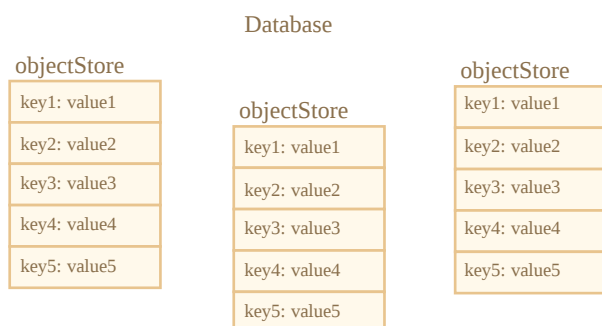 Database
objectStore
key1: value1
key2: value2
key3: value3
key4: value4
key5: value5
objectStore
key1: value1
key2: value2
key3: value3
key4: value4
key5: value5
objectStore
key1: value1
key2: value2
key3: value3
key4: value4
key5: value5